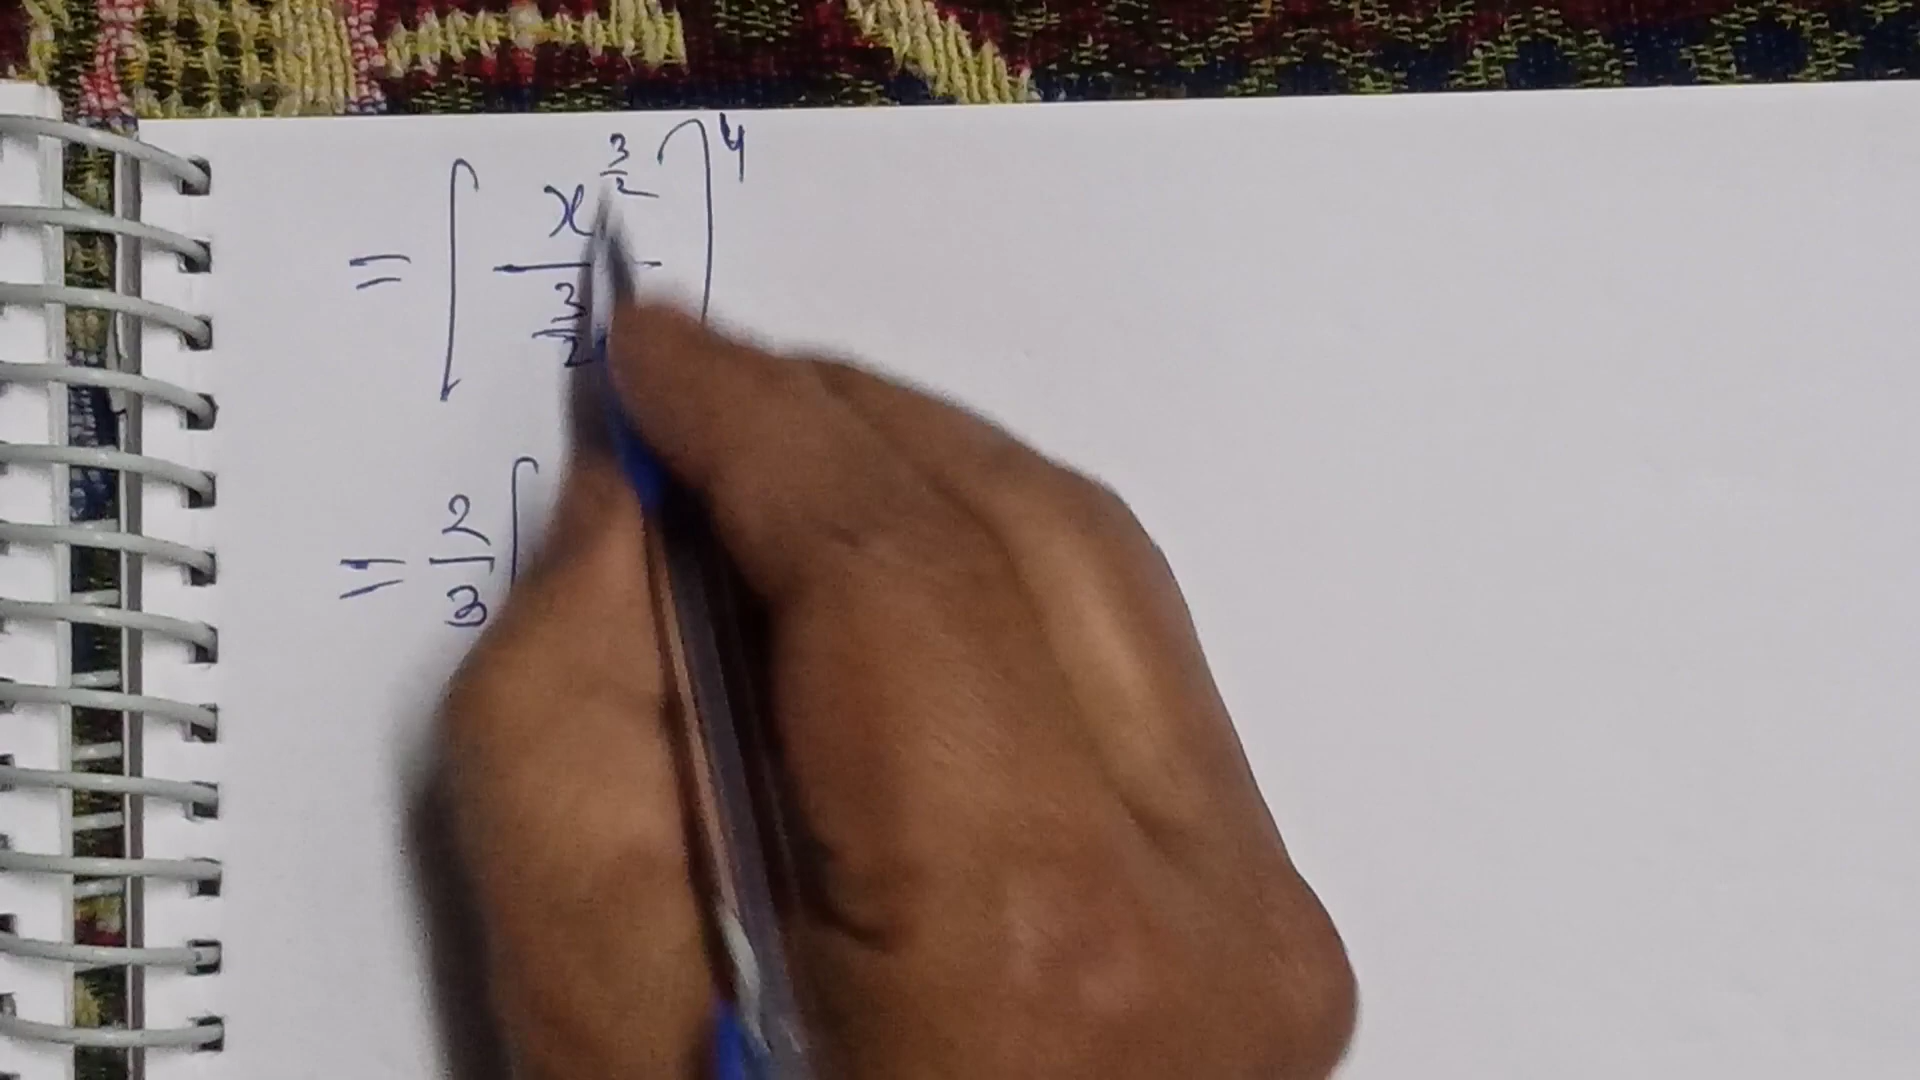 = [ x^(3/2) / (3/2) ]^4
= 2/3 [